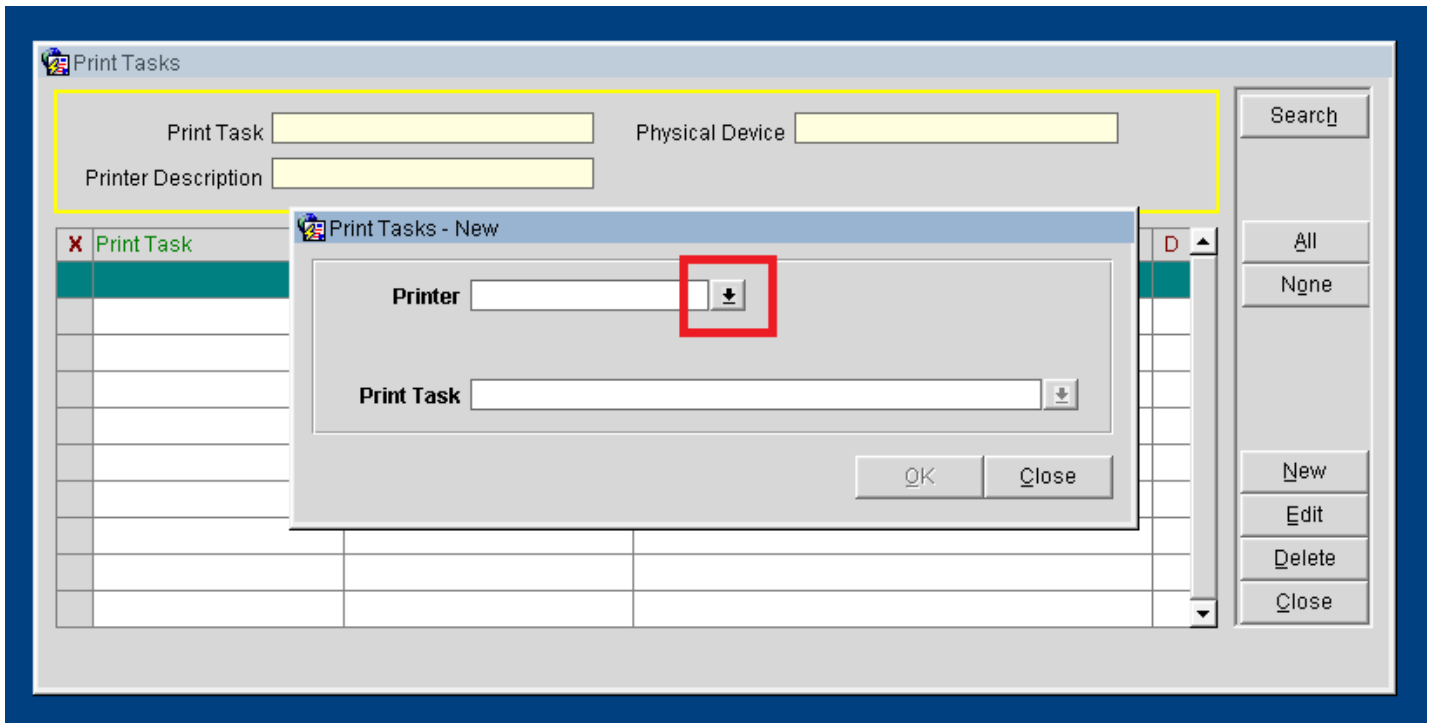 Print Tasks
Print Task
Physical Device
Search
Printer Description
Print Tasks - New
X Print Task
D
All
Printer
None
Print Task
OK
Close
New
Edit
Delete
Close